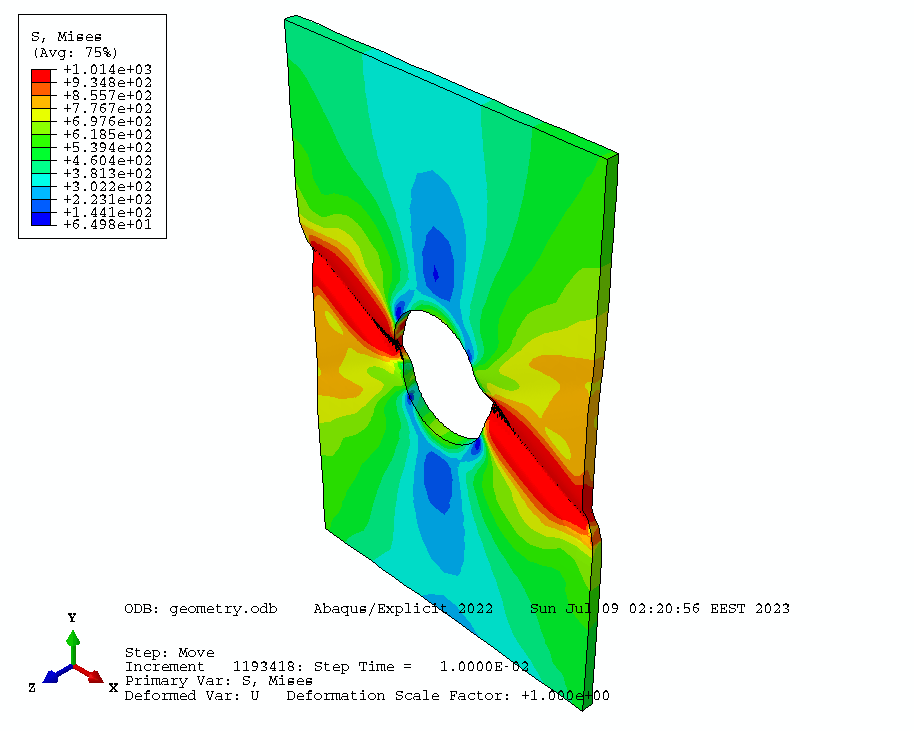 S, Mises
(Avg: 75%)
+1.014e+03
+9.348e+02
+8.557e+02
+7.767e+02
+6.976e+02
+6.185e+02
+5.394e+02
+4.604e+02
+3.813e+02
+3.022e+02
+2.231e+02
+1.441e+02
+6.498e+01
ODB: geometry.odb    Abaqus/Explicit 2022    Sun Jul 09 02:20:56 EEST 2023
Y
Z
X
Step: Move
Increment   1193418: Step Time =   1.0000E-02
Primary Var: S, Mises
Deformed Var: U   Deformation Scale Factor: +1.000e+00